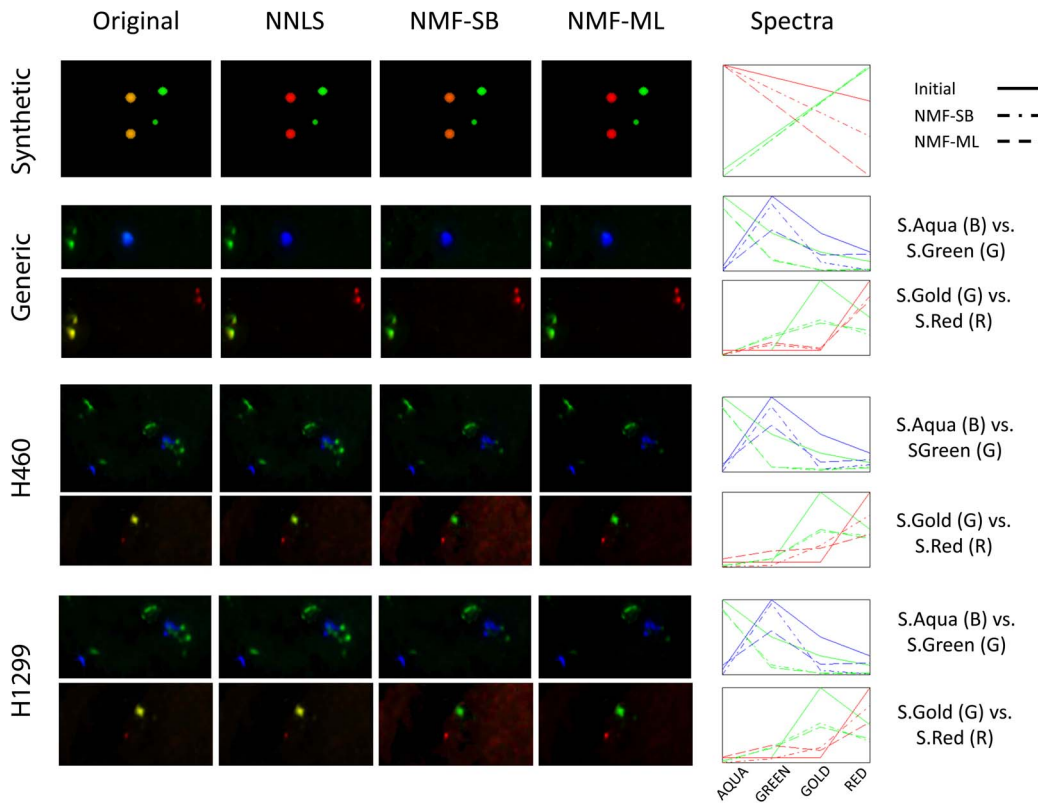 Original NNLS NMF-SB NMF-ML Spectra
Synthetic
Initial
NMF-SB
NMF-ML
Generic
S.Aqua (B) vs.
S.Green (G)
S.Gold (G) vs.
S.Red (R)
H460
S.Aqua (B) vs.
SGreen (G)
S.Gold (G) vs.
S.Red (R)
H1299
S.Aqua (B) vs.
S.Green (G)
S.Gold (G) vs.
S.Red (R)
AQUA GREEN GOLD RED